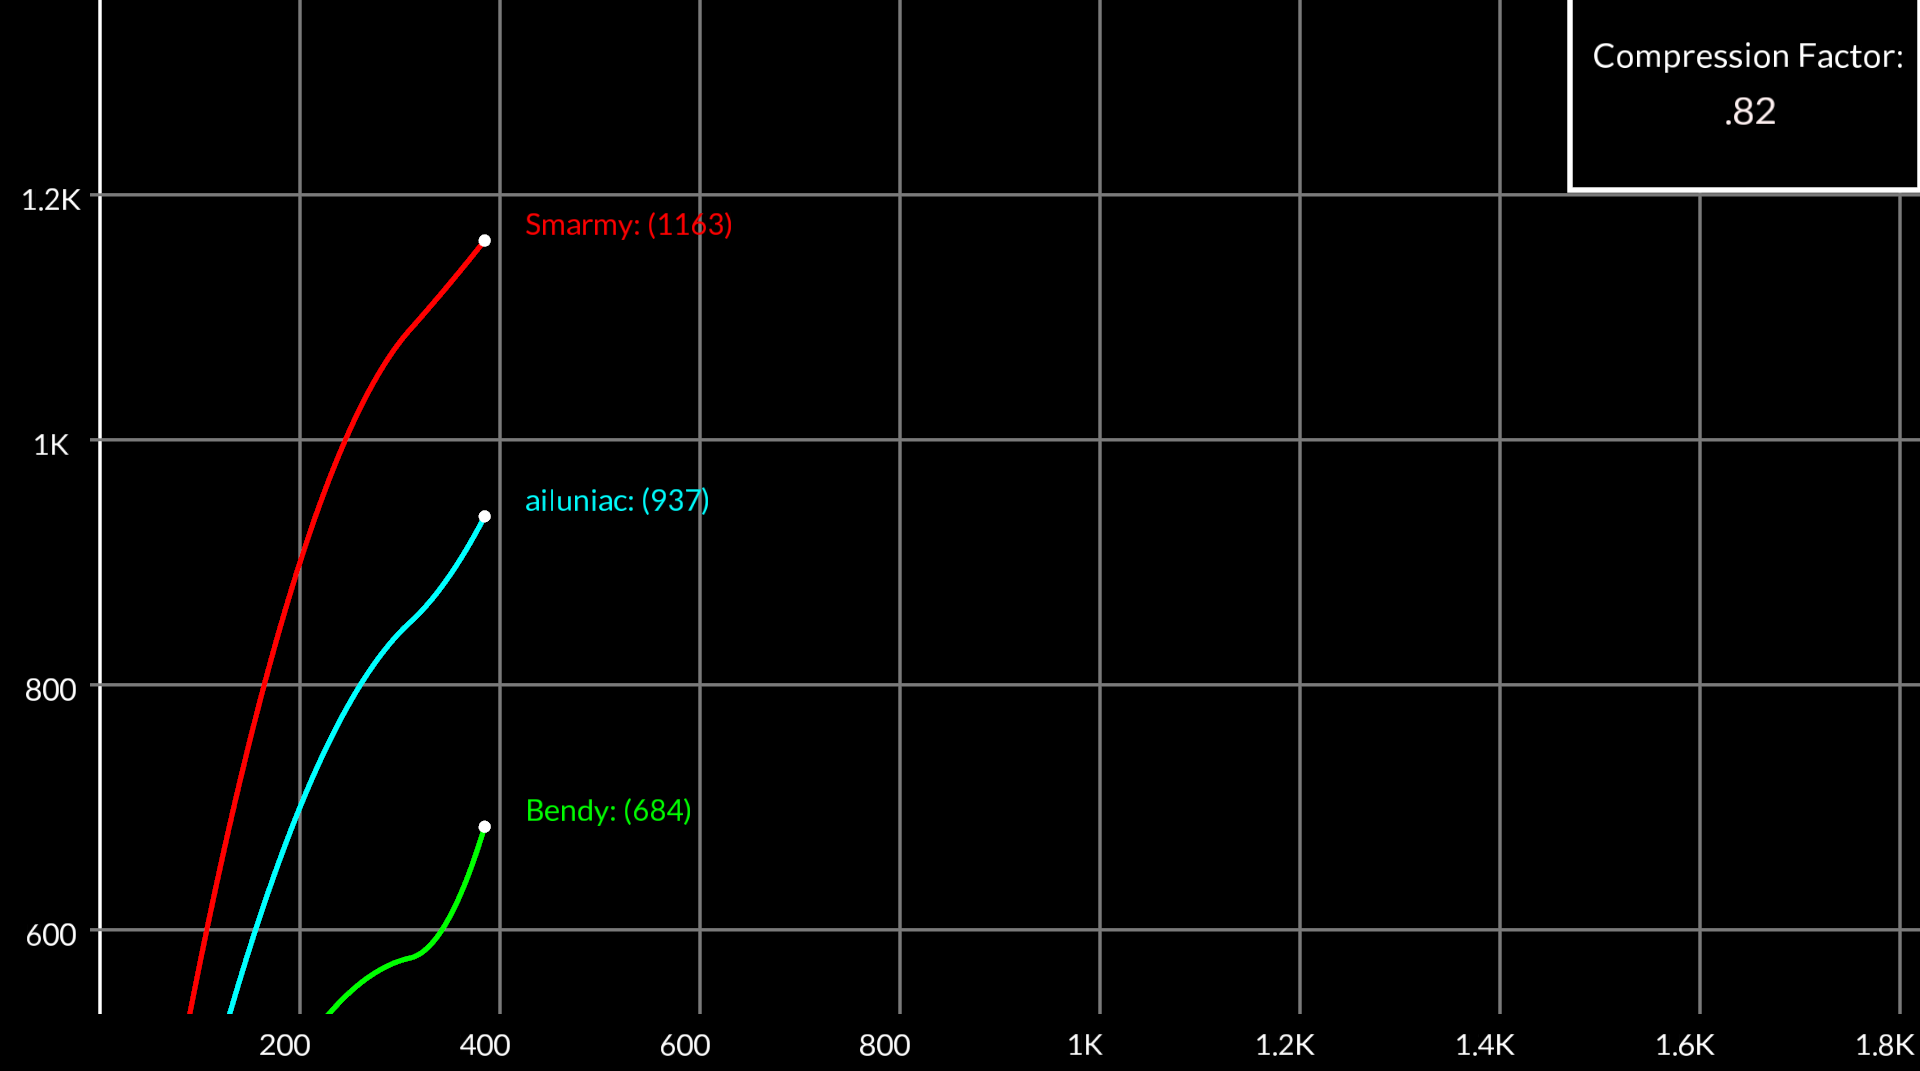 Compression Factor:
.82
1.2K
Smarmy: (1163)
1K
ailuniac: (937)
800
Bendy: (684)
600
200 400 600 800 1K 1.2K 1.4K 1.6K 1.8K